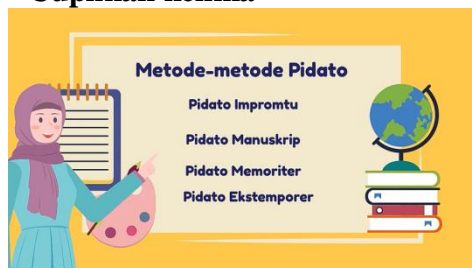 Metode-metode Pidato
Pidato Impromtu
Pidato Manuskrip
Pidato Memoriter
Pidato Ekstemporer